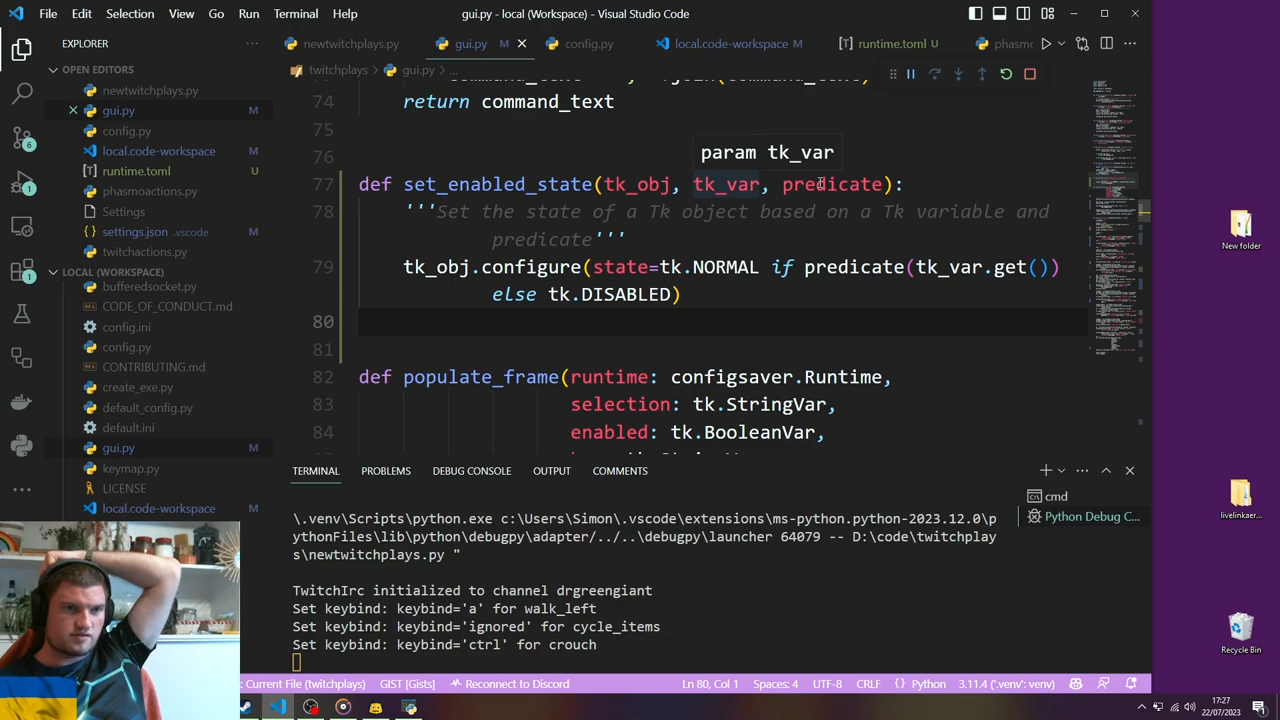 File Edit Selection View Go Run Terminal Help
gui.py - local (Workspace) - Visual Studio Code
EXPLORER
OPEN EDITORS
newtwitchplays.py
gui.py M
config.py
local.code-workspace M
runtime.toml U
phasmoactions.py
Settings
settings.json .vscode
twitchactions.py
LOCAL (WORKSPACE)
bufferedsocket.py
CODE_OF_CONDUCT.md
config.ini
config.py
CONTRIBUTING.md
create_exe.py
default_config.py
default.ini
gui.py M
keymap.py
LICENSE
local.code-workspace M
newtwitchplays.py gui.py M config.py local.code-workspace M runtime.toml U
twitchplays gui.py ...
74 return command_text
75
76 param tk_var
77 def set_enabled_state(tk_obj, tk_var, predicate):
'''Set Tk variable and
predicate'''
79 tk_obj.configure(state=tk.NORMAL if predicate(tk_var.get())
else tk.DISABLED)
80
81
82 def populate_frame(runtime: configsaver.Runtime,
83 selection: tk.StringVar,
84 enabled: tk.BooleanVar,
TERMINAL PROBLEMS DEBUG CONSOLE OUTPUT COMMENTS
cmd
Python Debug C...
\.venv\Scripts\python.exe c:\Users\Simon\.vscode\extensions\ms-python.python-2023.12.0\p
ythonFiles\lib\python\debugpy\adapter/../..\debugpy\launcher 64079 -- D:\code\twitchplay
s\newtwitchplays.py "
TwitchIrc initialized to channel drgreengiant
Set keybind: keybind='a' for walk_left
Set keybind: keybind='ignored' for cycle_items
Set keybind: keybind='ctrl' for crouch
: Current File (twitchplays) GIST [Gists] Reconnect to Discord Ln 80, Col 1 Spaces: 4 UTF-8 CRLF Python 3.11.4 ('.venv': venv)
New folder
livelinkaer...
Recycle Bin
17:27
22/07/2023